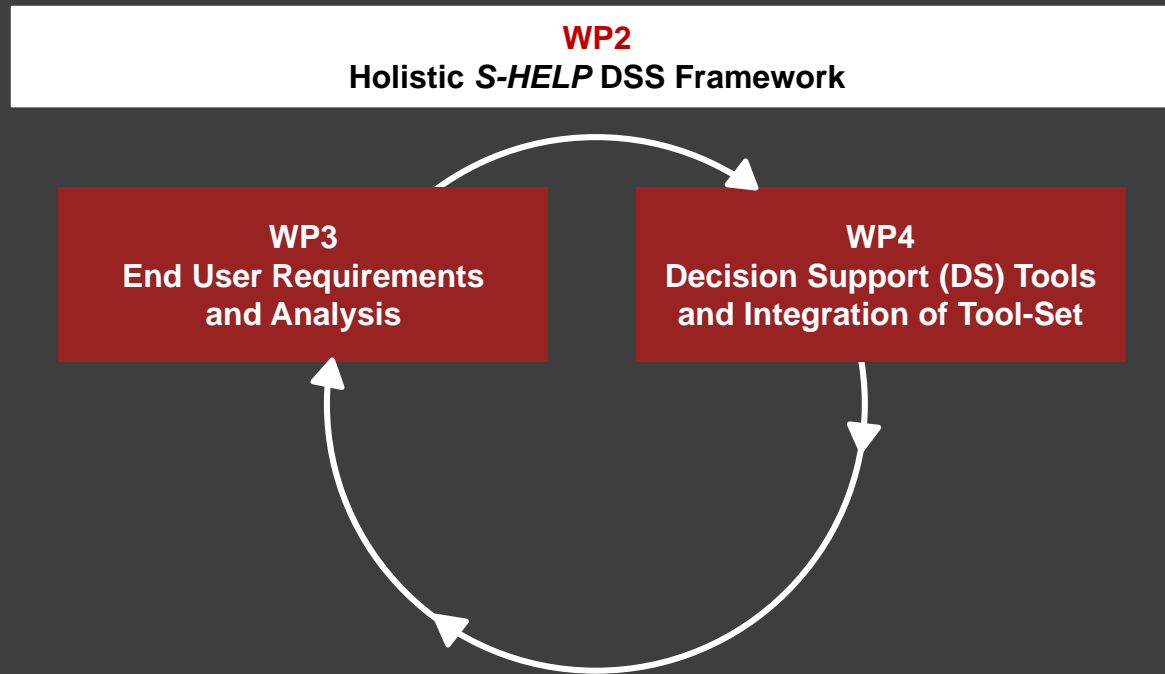 WP2
Holistic S-HELP DSS Framework
WP3
End User Requirements
and Analysis
WP4
Decision Support (DS) Tools
and Integration of Tool-Set